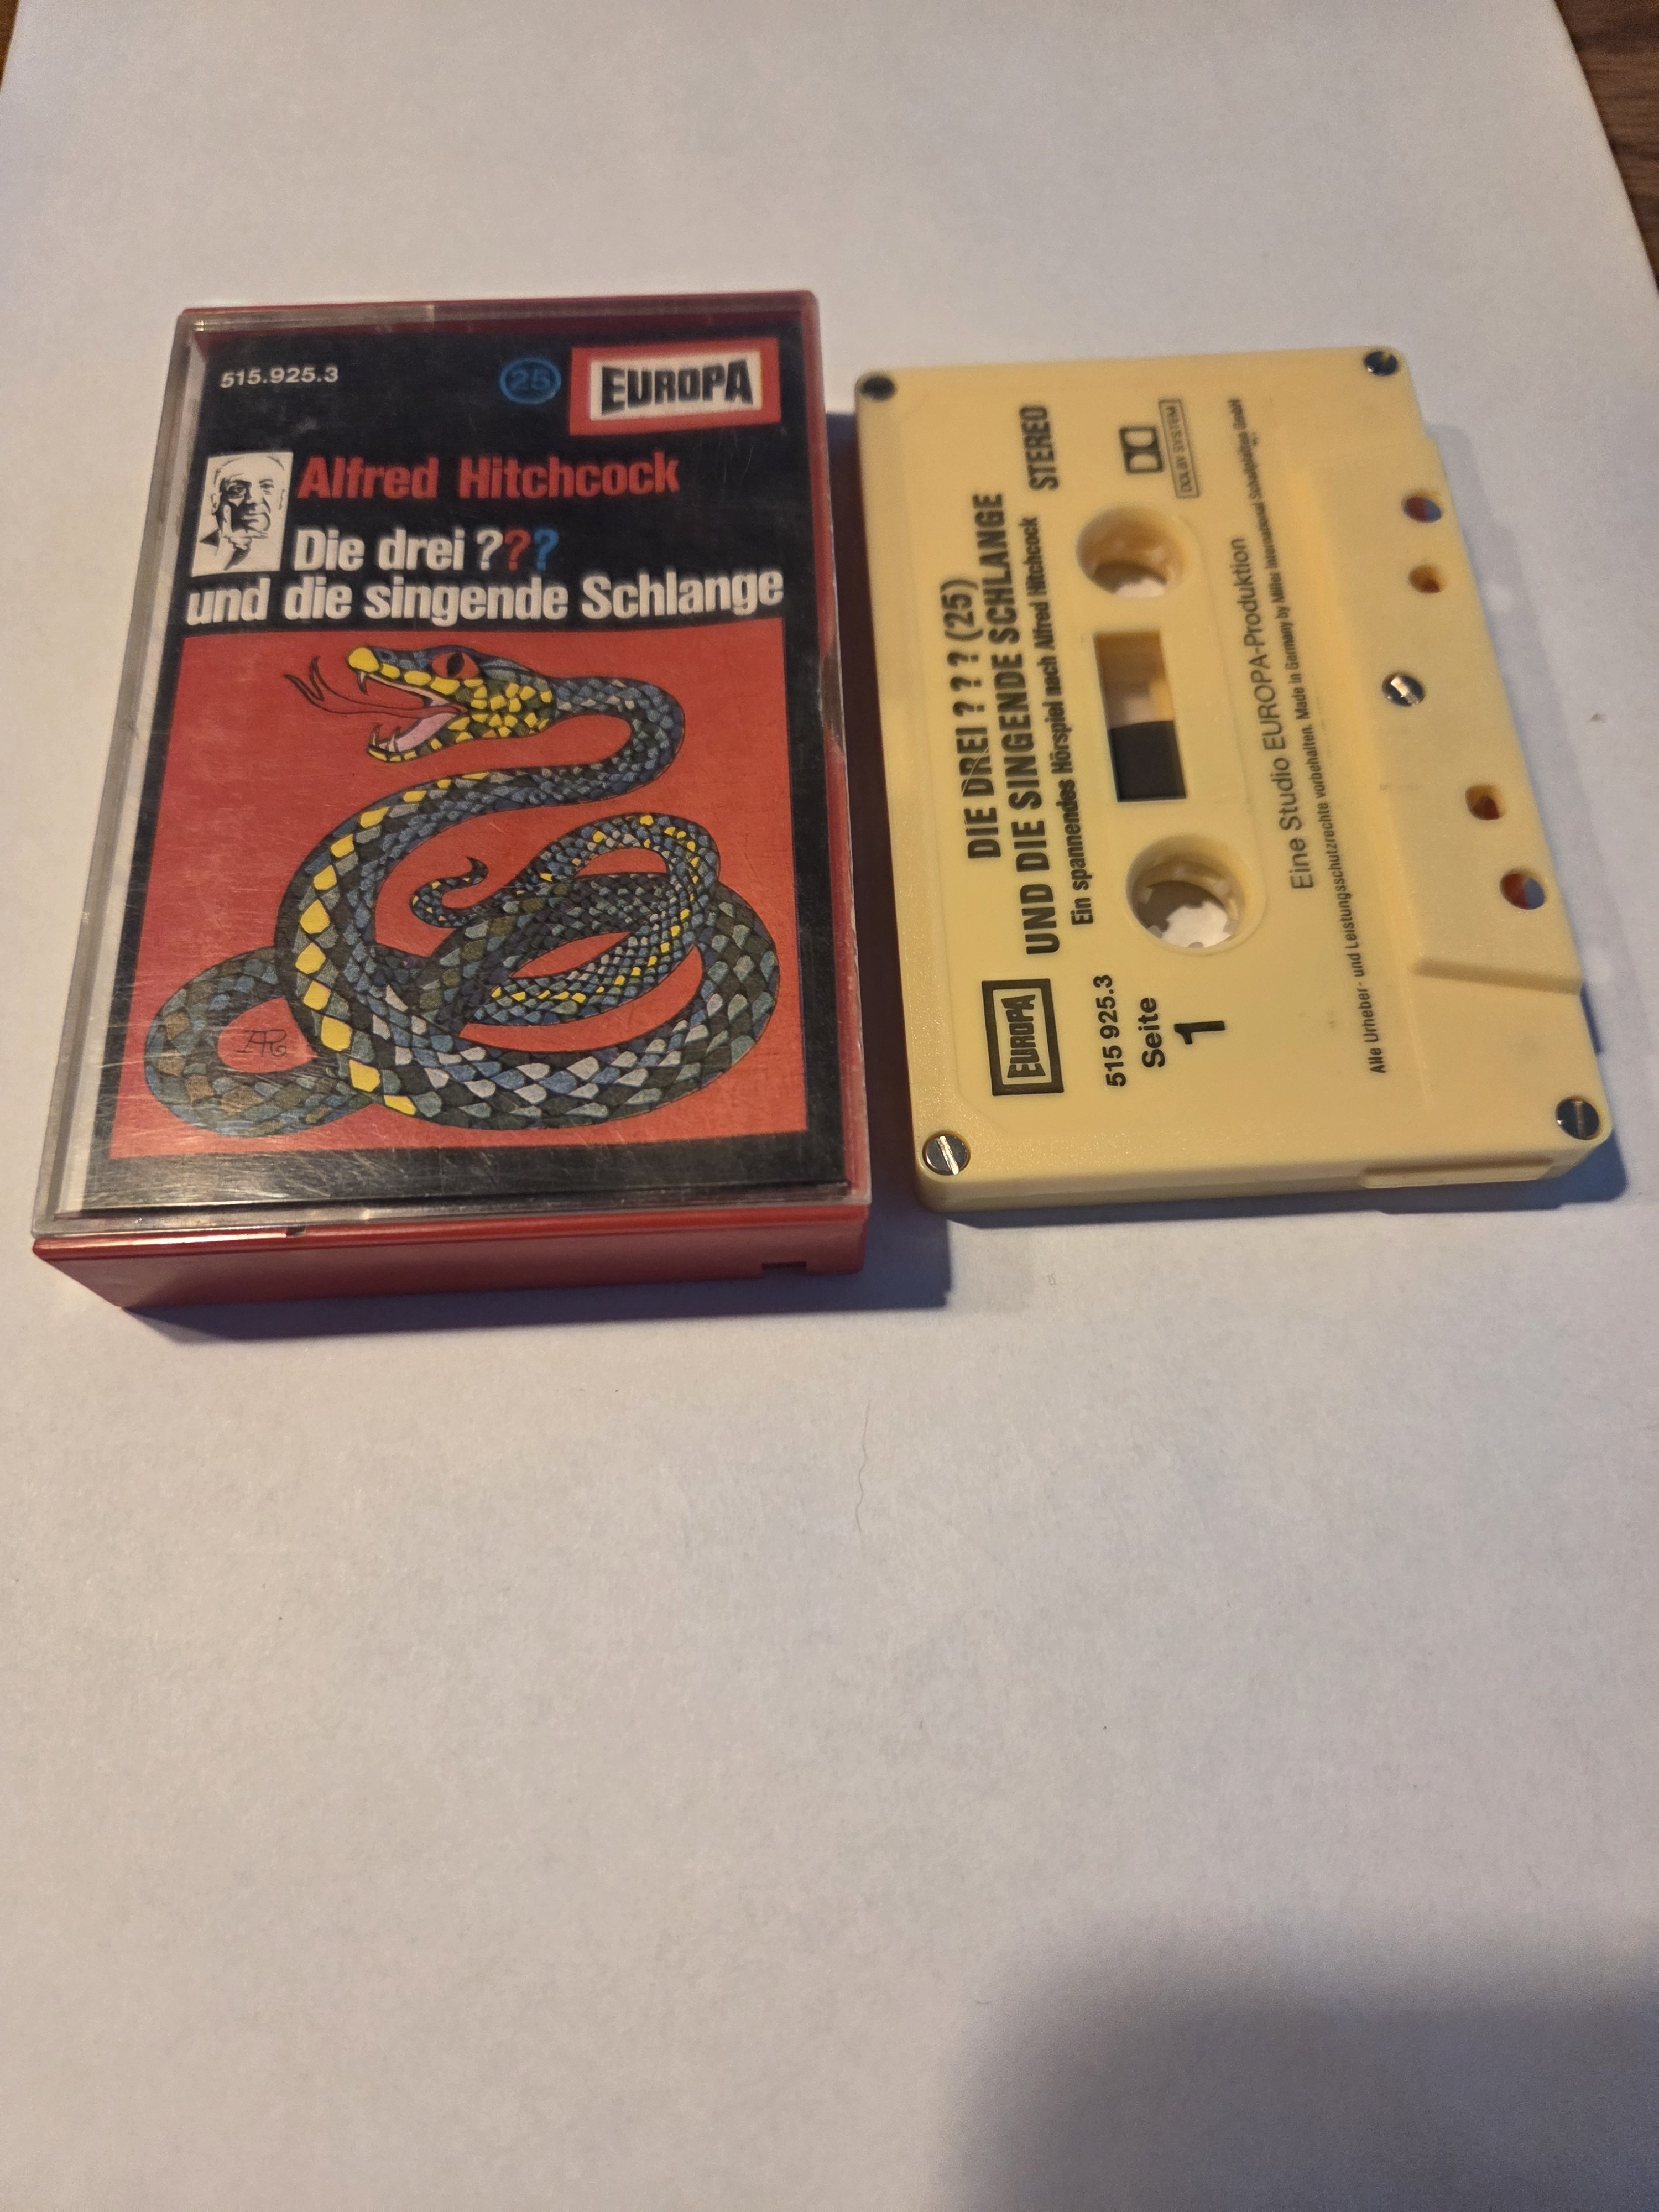 515.925.3
25
EUROPA
Alfred Hitchcock
Die drei ???
und die singende Schlange
AR
DIE DREI ? ? ? (25)
UND DIE SINGENDE SCHLANGE
STEREO
Ein spannendes Hörspiel nach Alfred Hitchcock
EUROPA
515 925.3
Seite
1
DOLBY SYSTEM
Eine Studio EUROPA-Produktion
Alle Urheber- und Leistungsschutzrechte vorbehalten. Made in Germany by Miller International Schallplatten GmbH